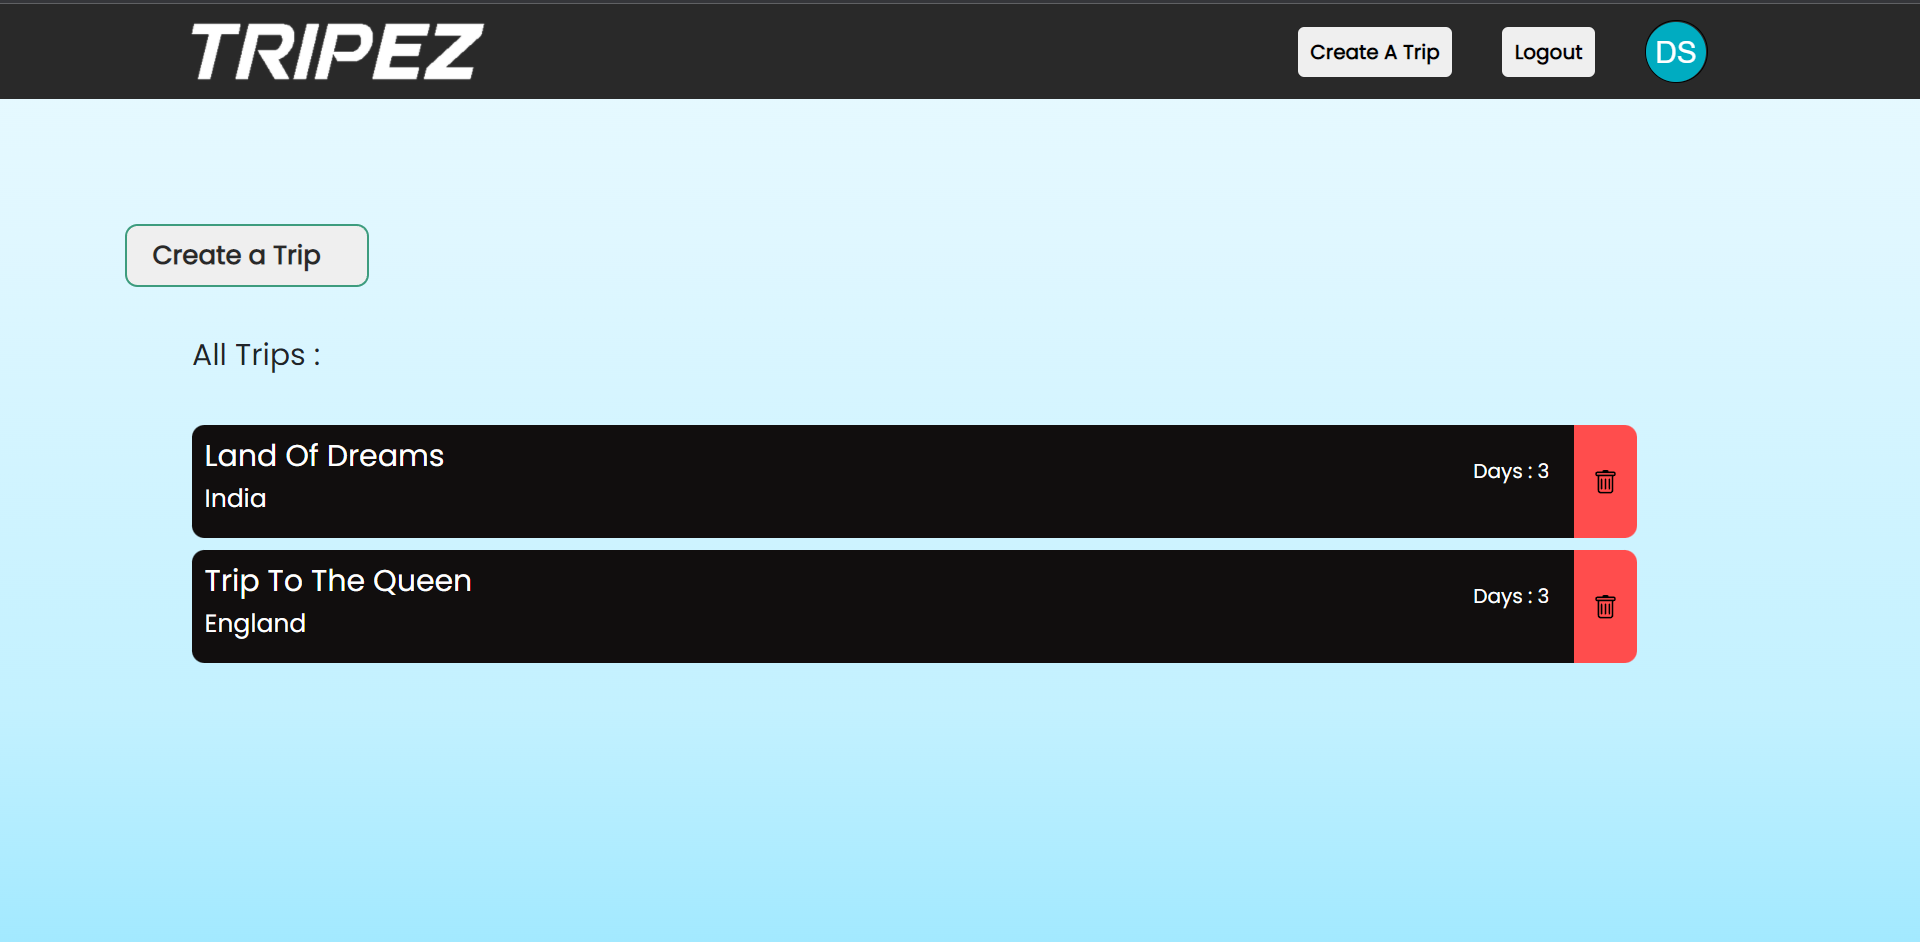 TRIPEZ
Create A Trip
Logout
DS
Create a Trip
All Trips :
Land Of Dreams
India
Days : 3
Trip To The Queen
England
Days : 3